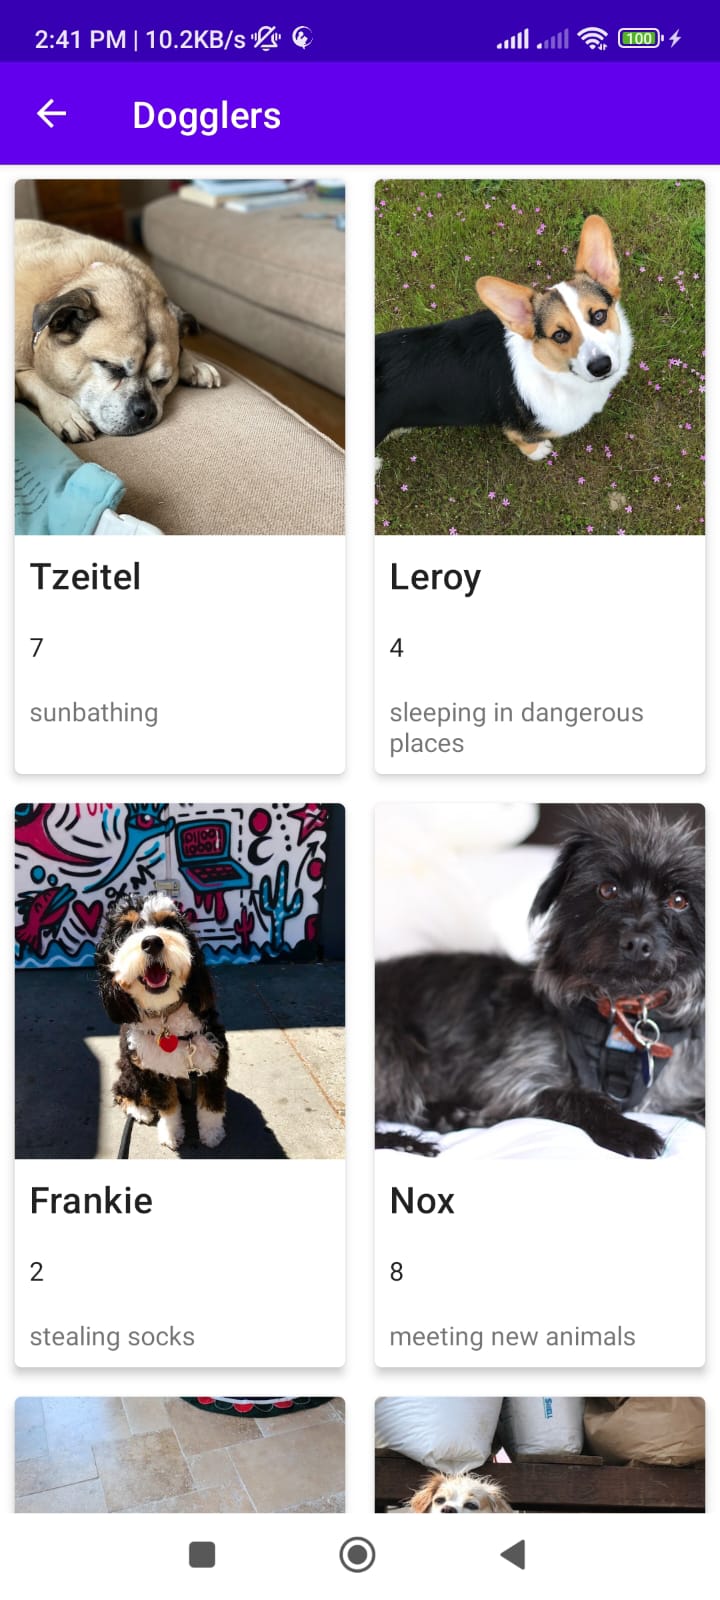 2:41 PM | 10.2KB/s
100
Dogglers
Tzeitel
7
sunbathing
Leroy
4
sleeping in dangerous
places
Frankie
2
stealing socks
Nox
8
meeting new animals